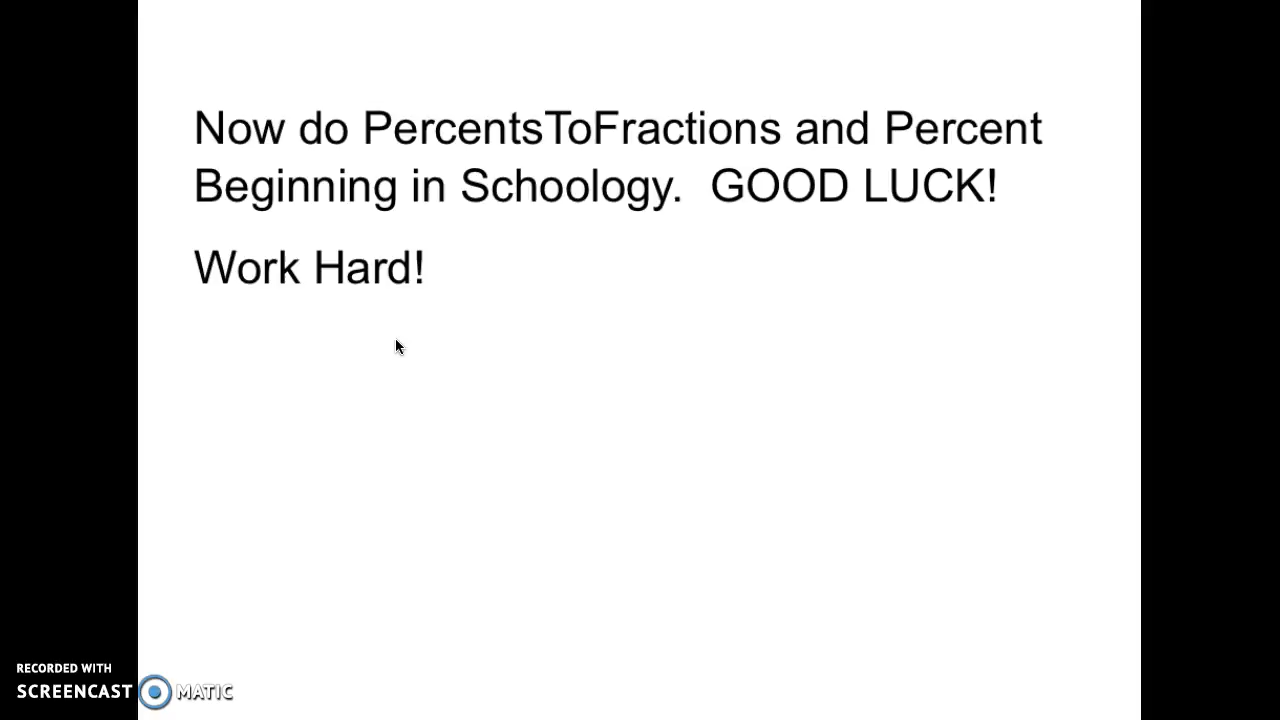 Now do PercentsToFractions and Percent
Beginning in Schoology.  GOOD LUCK!
Work Hard!
RECORDED WITH
SCREENCAST MATIC